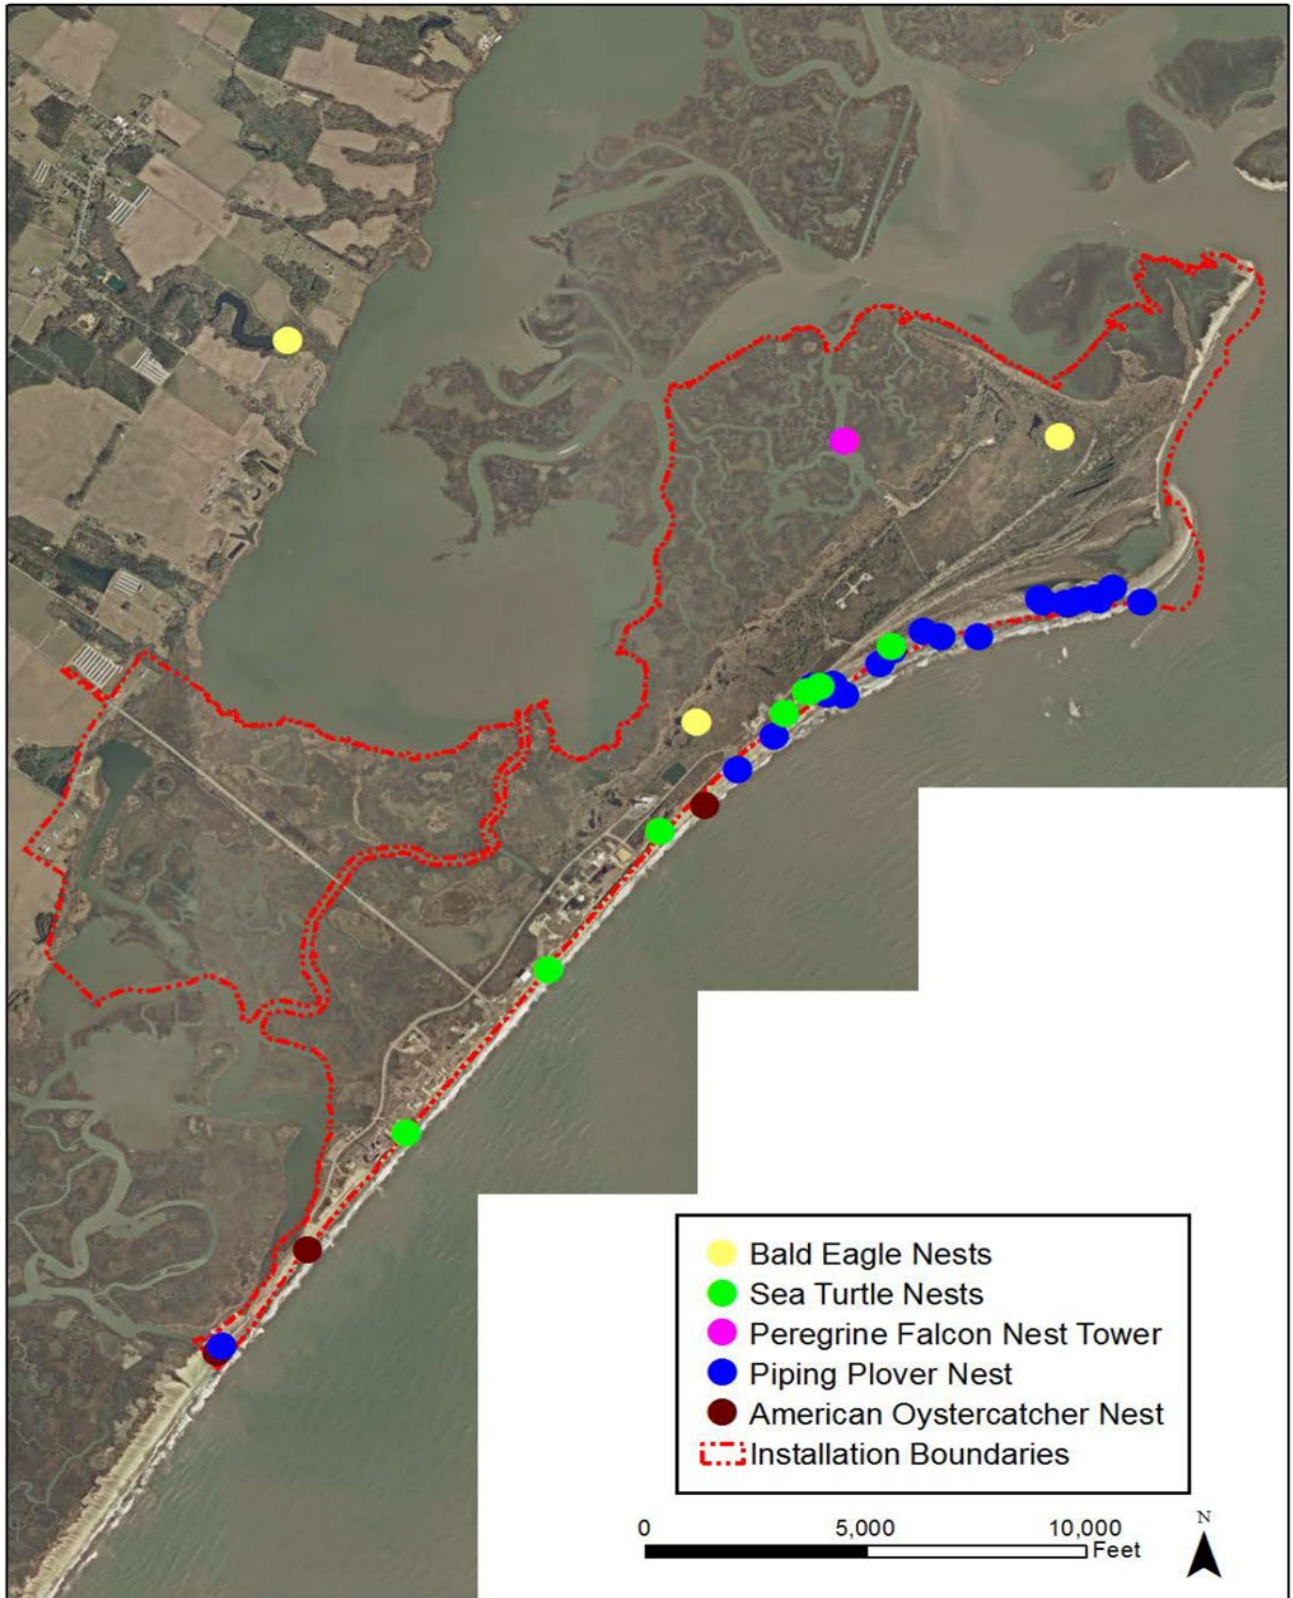 Bald Eagle Nests
Sea Turtle Nests
Peregrine Falcon Nest Tower
Piping Plover Nest
American Oystercatcher Nest
Installation Boundaries
0 5,000 10,000
Feet
N